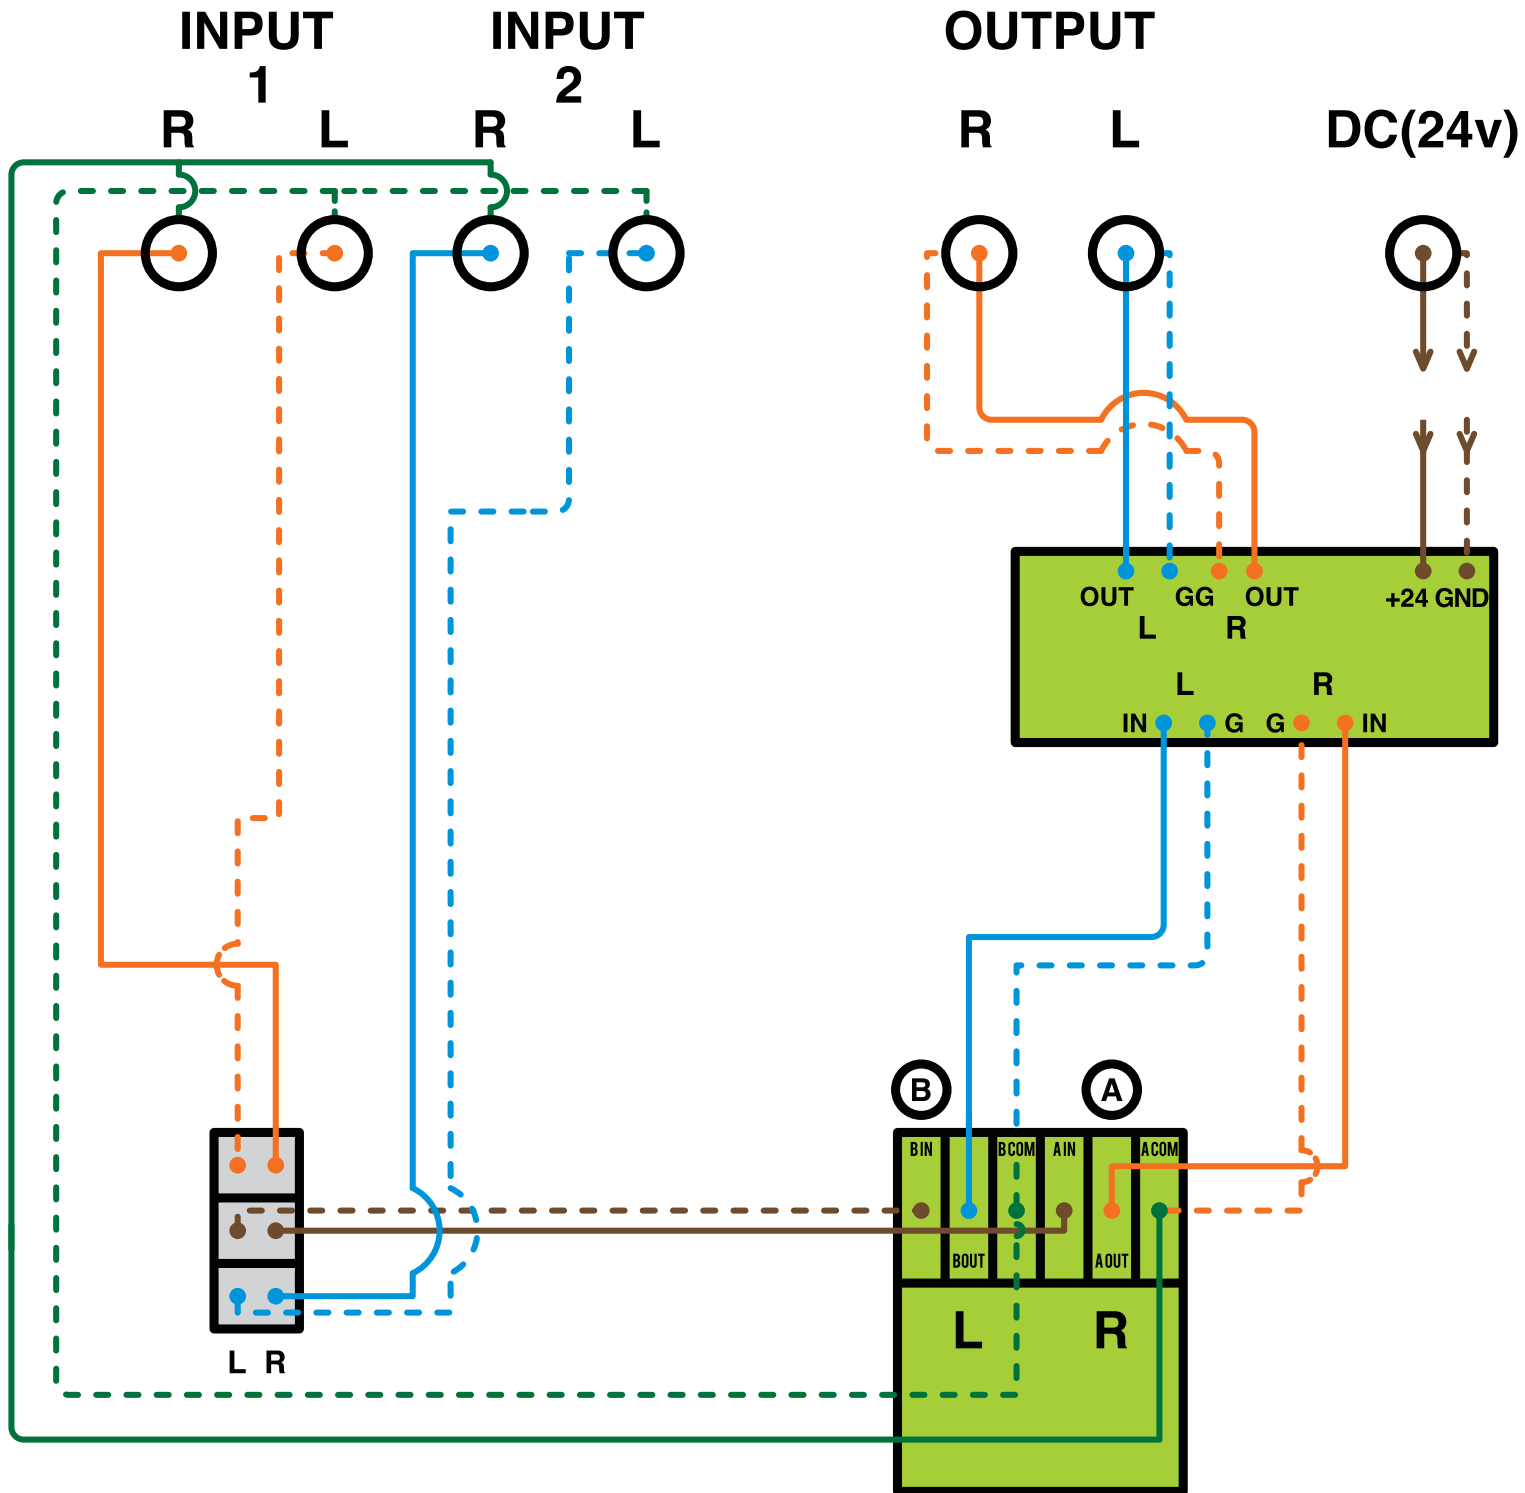 INPUT INPUT OUTPUT
1 2
R L R L R L DC(24v)
OUT GG OUT +24 GND
L R
L R
IN G G IN
B A
BIN BCOM AIN ACOM
BOUT AOUT
L R
L R